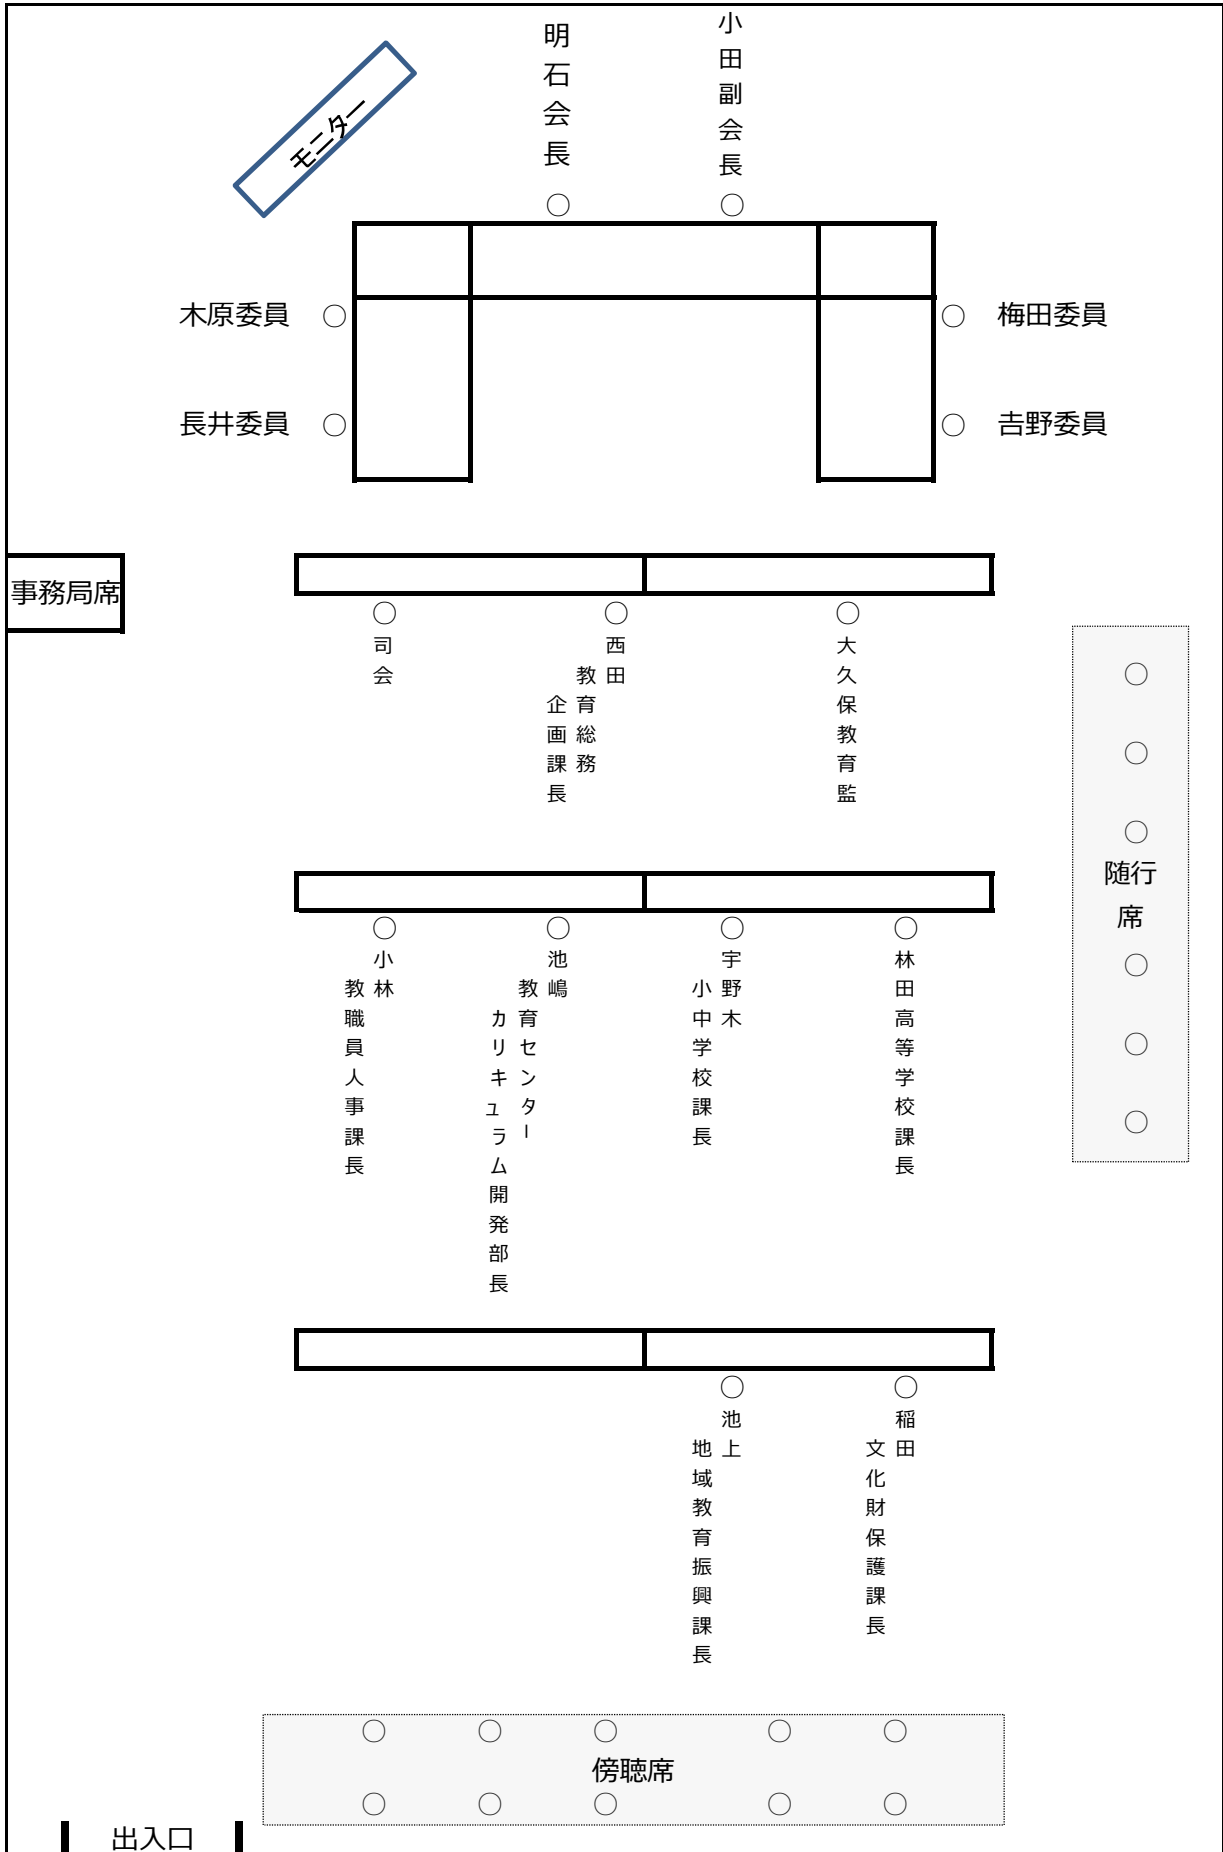 明石会長
小田副会長
モニター
○
○
木原委員
○
○
梅田委員
長井委員
○
○
𠮷野委員
事務局席
○
○
○
司会
西田
教育総務
企画課長
大久保教育監
○
○
○
随行
席
○
○
○
○
○
○
○
小林
教職員人事課長
池嶋
教育センター
カリキュラム開発部長
宇野木
小中学校課長
林田高等学校課長
○
○
池上
地域教育振興課長
稲田
文化財保護課長
○
○
○
○
○
傍聴席
○
○
○
○
○
出入口